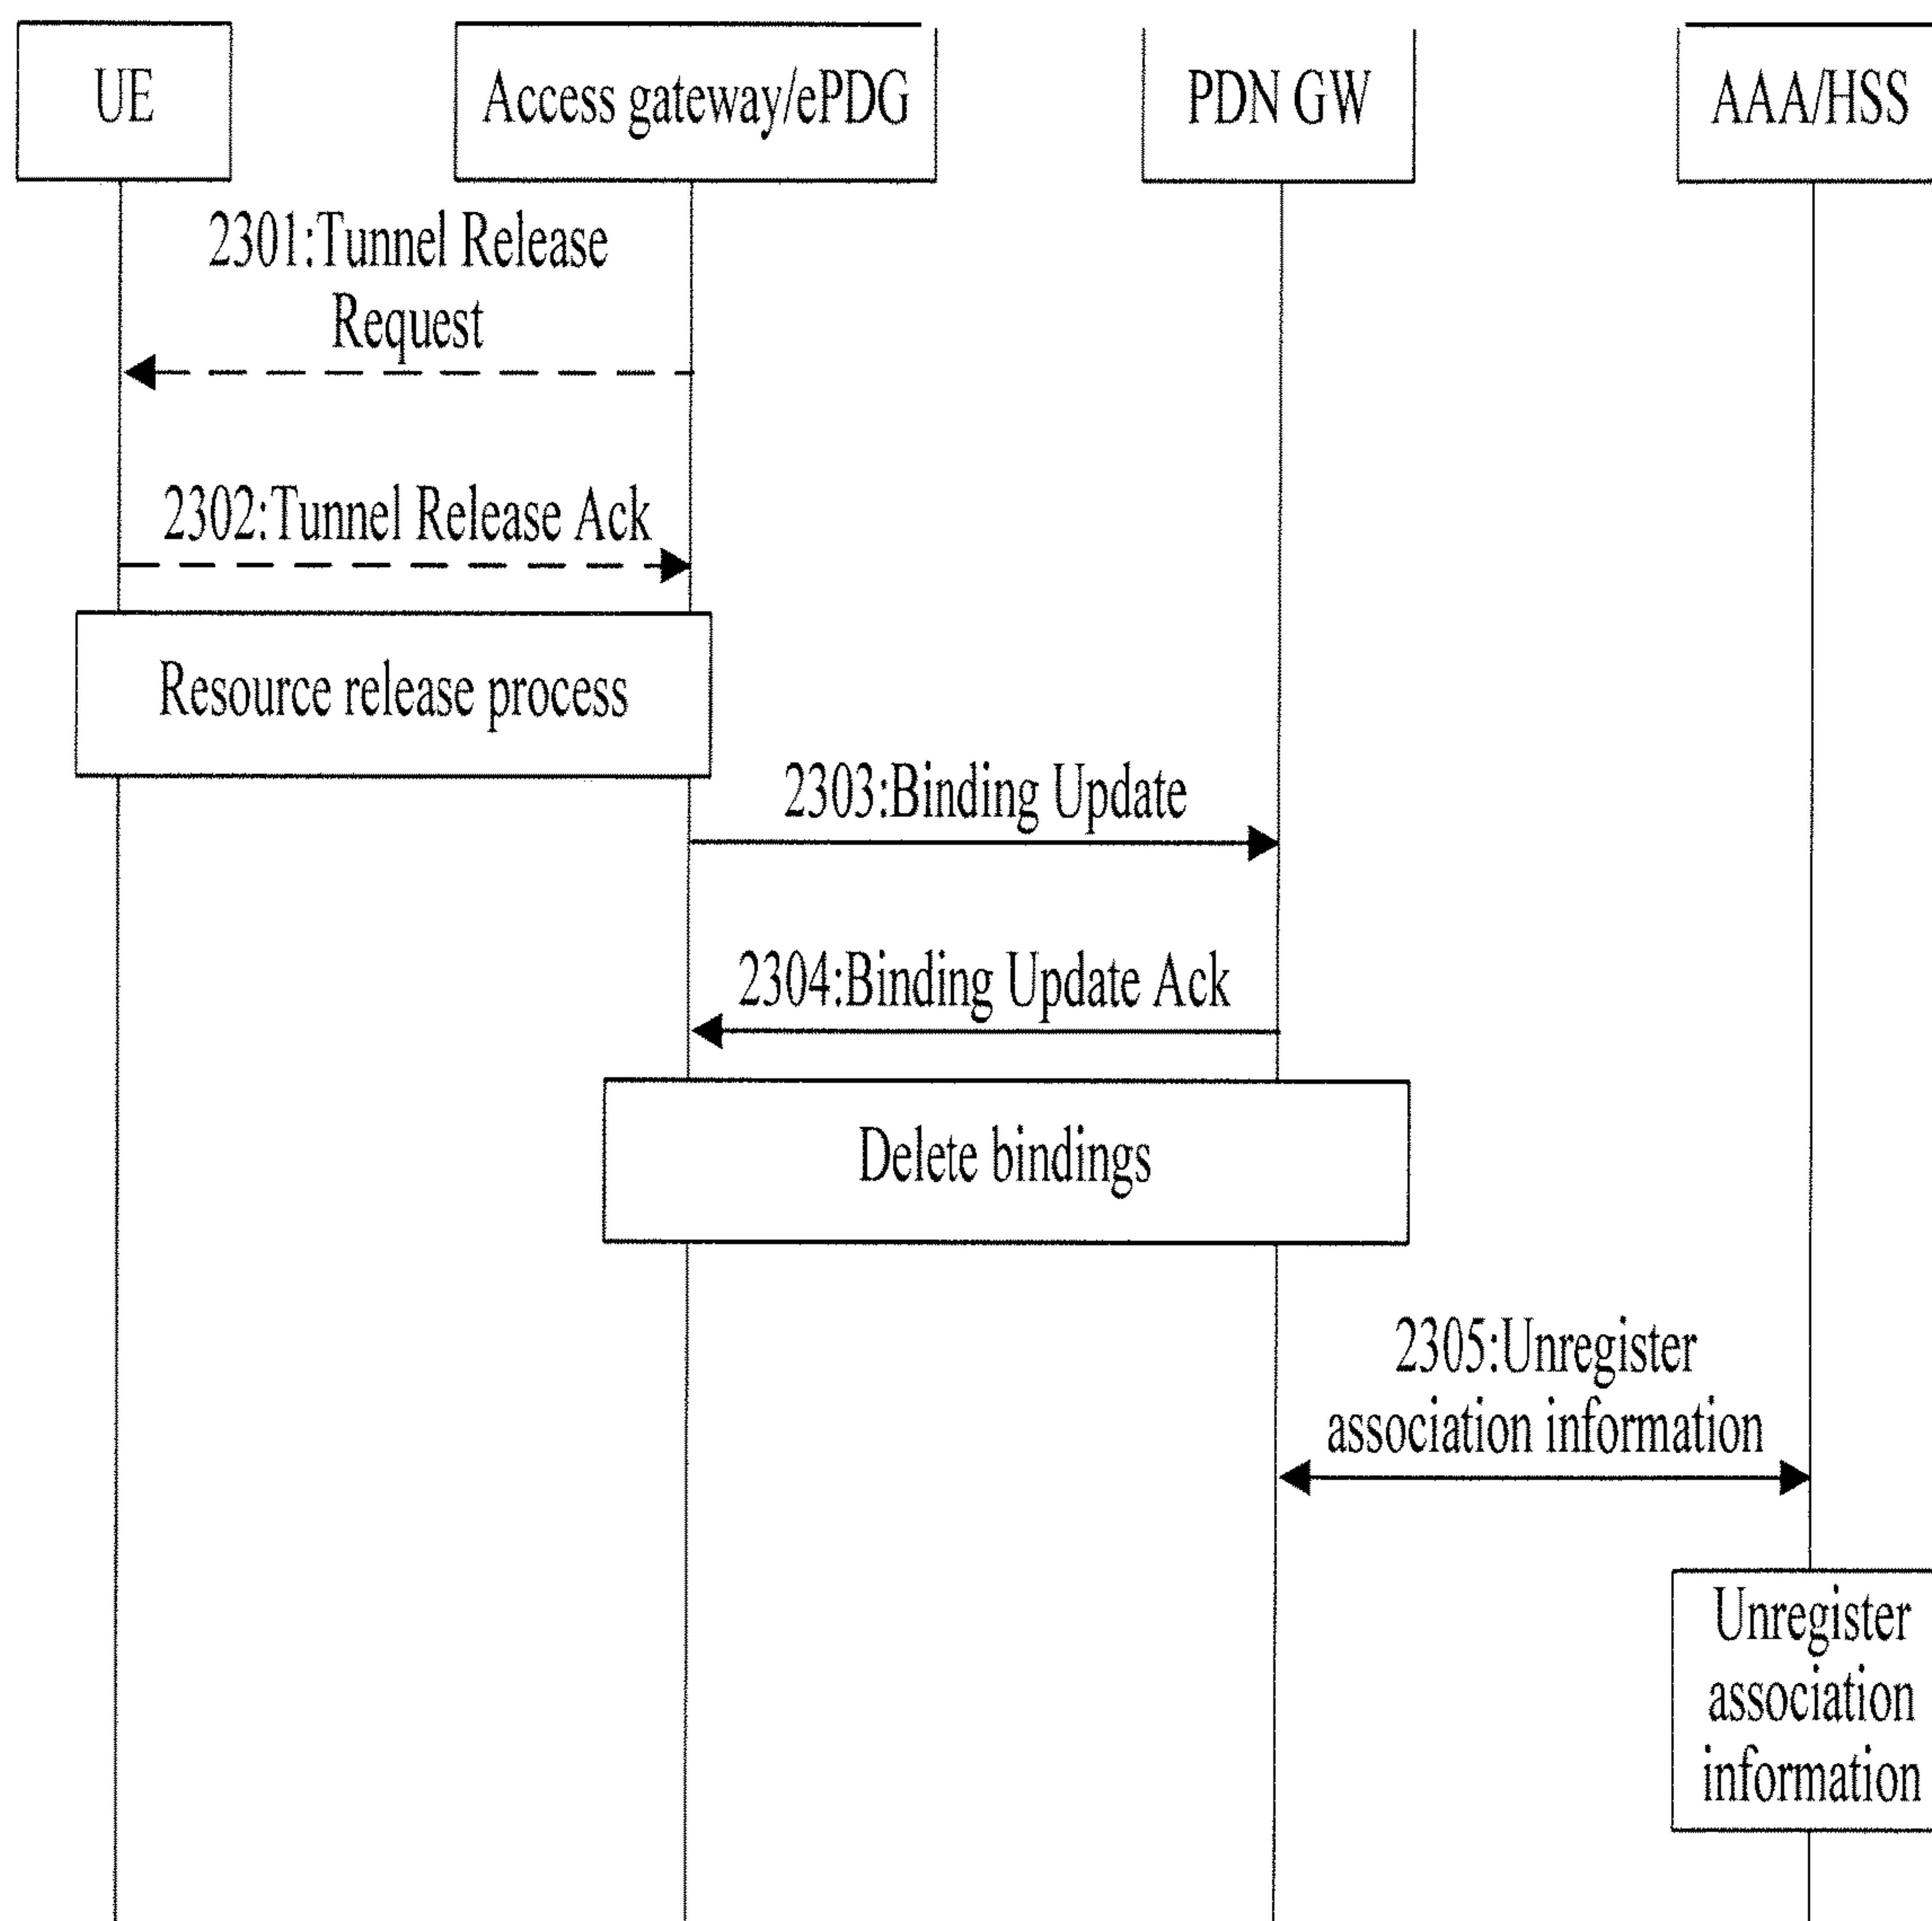 UE
Access gateway/ePDG
PDN GW
AAA/HSS
2301:Tunnel Release
Request
2302:Tunnel Release Ack
Resource release process
2303:Binding Update
2304:Binding Update Ack
Delete bindings
2305:Unregister
association information
Unregister
association
information